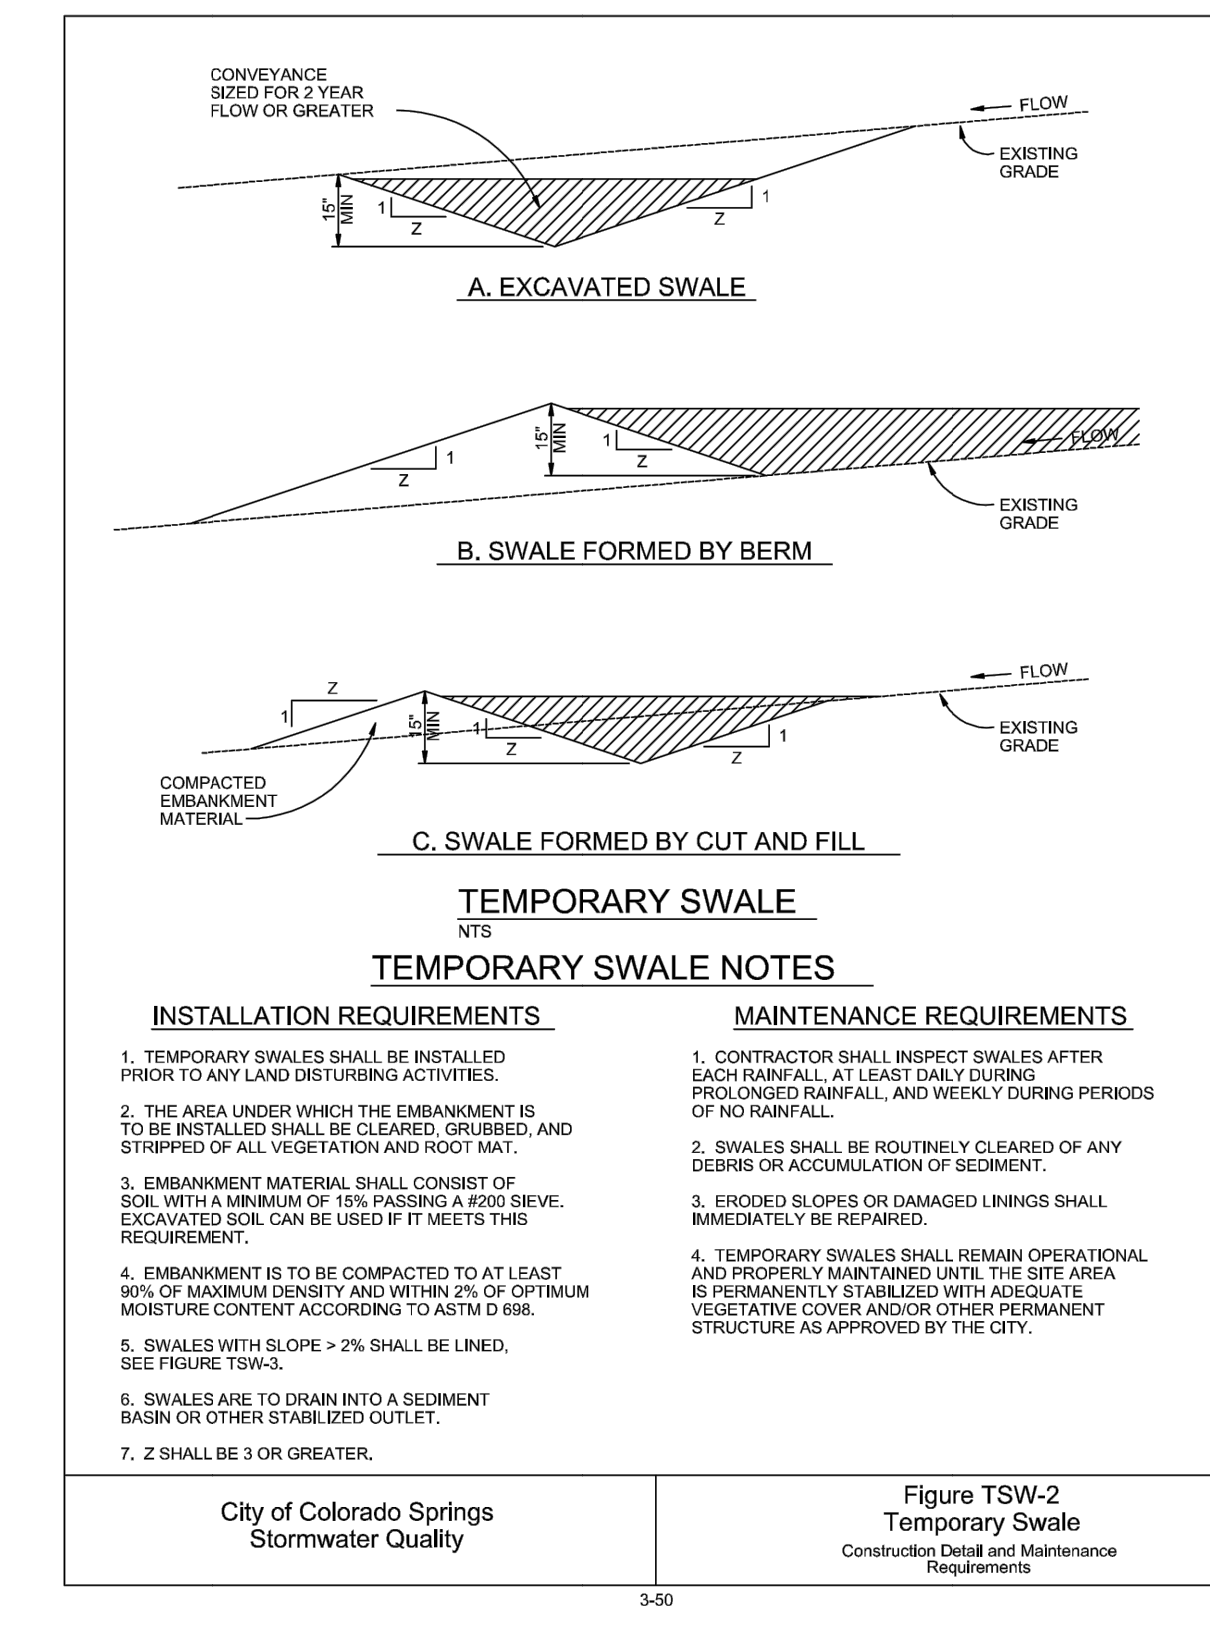 CONVEYANCE
SIZED FOR 2 YEAR
FLOW OR GREATER
FLOW
EXISTING
GRADE
15"
MIN
1
Z
1
Z
A. EXCAVATED SWALE
15"
MIN
1
Z
1
Z
FLOW
EXISTING
GRADE
B. SWALE FORMED BY BERM
Z
1
15"
MIN
1
Z
1
Z
FLOW
EXISTING
GRADE
COMPACTED
EMBANKMENT
MATERIAL
C. SWALE FORMED BY CUT AND FILL
TEMPORARY SWALE
NTS
TEMPORARY SWALE NOTES
INSTALLATION REQUIREMENTS
1. TEMPORARY SWALES SHALL BE INSTALLED
PRIOR TO ANY LAND DISTURBING ACTIVITIES.
2. THE AREA UNDER WHICH THE EMBANKMENT IS
TO BE INSTALLED SHALL BE CLEARED, GRUBBED, AND
STRIPPED OF ALL VEGETATION AND ROOT MAT.
3. EMBANKMENT MATERIAL SHALL CONSIST OF
SOIL WITH A MINIMUM OF 15% PASSING A #200 SIEVE.
EXCAVATED SOIL CAN BE USED IF IT MEETS THIS
REQUIREMENT.
4. EMBANKMENT IS TO BE COMPACTED TO AT LEAST
90% OF MAXIMUM DENSITY AND WITHIN 2% OF OPTIMUM
MOISTURE CONTENT ACCORDING TO ASTM D 698.
5. SWALES WITH SLOPE > 2% SHALL BE LINED,
SEE FIGURE TSW-3.
6. SWALES ARE TO DRAIN INTO A SEDIMENT
BASIN OR OTHER STABILIZED OUTLET.
7. Z SHALL BE 3 OR GREATER.
MAINTENANCE REQUIREMENTS
1. CONTRACTOR SHALL INSPECT SWALES AFTER
EACH RAINFALL, AT LEAST DAILY DURING
PROLONGED RAINFALL, AND WEEKLY DURING PERIODS
OF NO RAINFALL.
2. SWALES SHALL BE ROUTINELY CLEARED OF ANY
DEBRIS OR ACCUMULATION OF SEDIMENT.
3. ERODED SLOPES OR DAMAGED LININGS SHALL
IMMEDIATELY BE REPAIRED.
4. TEMPORARY SWALES SHALL REMAIN OPERATIONAL
AND PROPERLY MAINTAINED UNTIL THE SITE AREA
IS PERMANENTLY STABILIZED WITH ADEQUATE
VEGETATIVE COVER AND/OR OTHER PERMANENT
STRUCTURE AS APPROVED BY THE CITY.
City of Colorado Springs
Stormwater Quality
Figure TSW-2
Temporary Swale
Construction Detail and Maintenance
Requirements
3-50